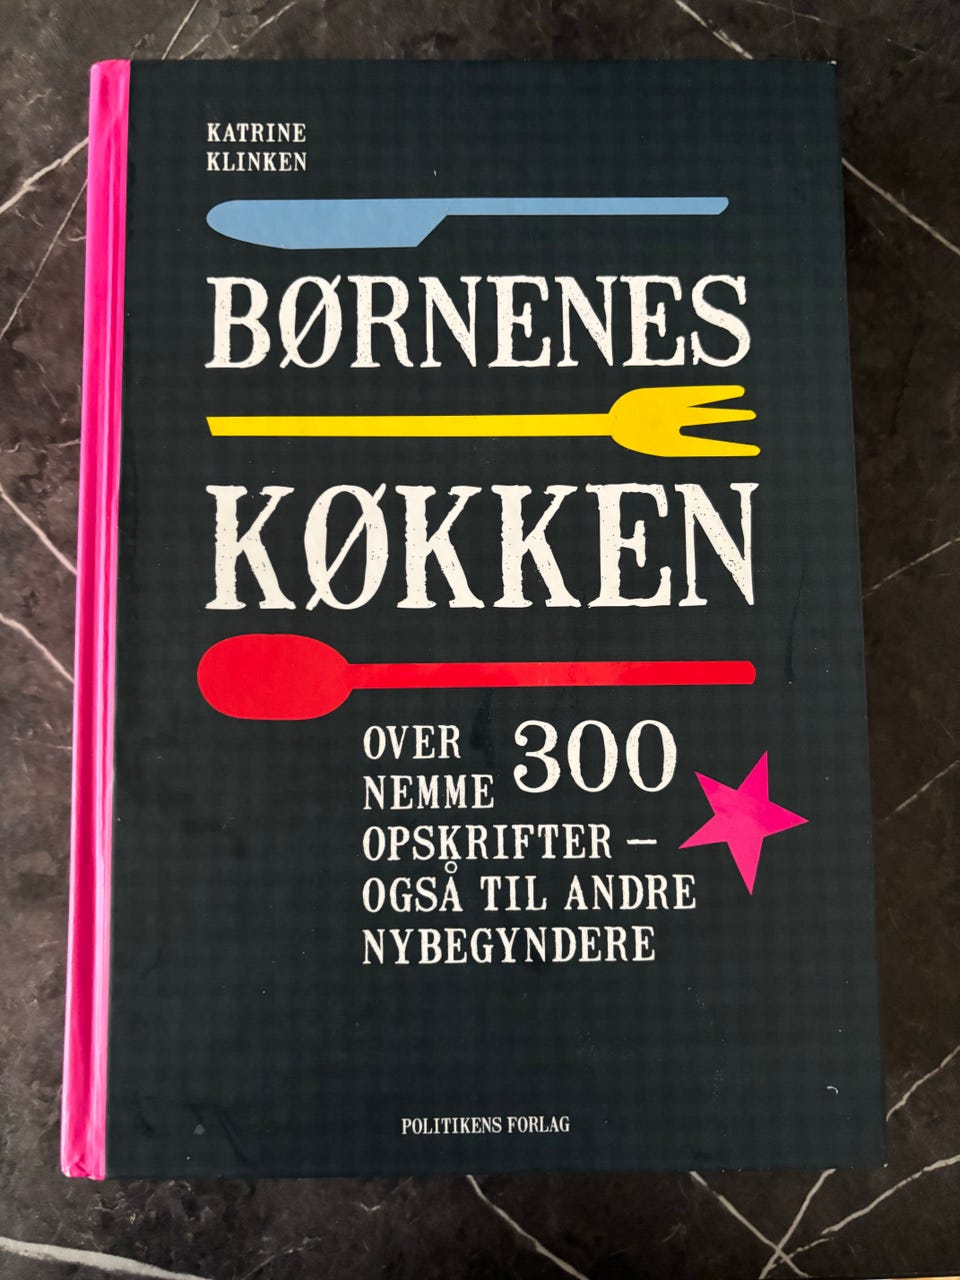 KATRINE
KLINKEN
BØRNENES
KØKKEN
OVER 300
NEMME
OPSKRIFTER –
OGSÅ TIL ANDRE
NYBEGYNDERE
POLITIKENS FORLAG